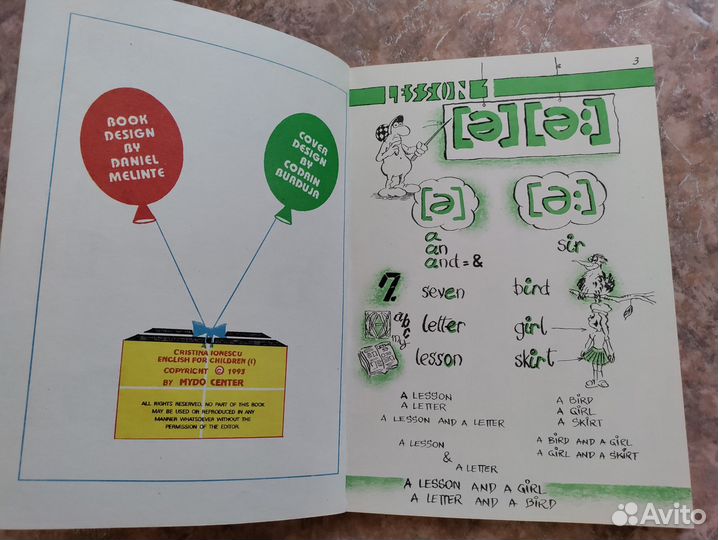 BOOK
DESIGN
BY
DANIEL
MELINTE
COVER
DESIGN
BY
CODRIN
BURDUJA
CRISTINA IONESCU
ENGLISH FOR CHILDREN (I)
COPYRIGHT © 1993
BY MYDO CENTER
ALL RIGHTS RESERVED. NO PART OF THIS BOOK
MAY BE USED OR REPRODUCED IN ANY
MANNER WHATSOEVER WITHOUT THE
PERMISSION OF THE EDITOR.
3
LESSON 1
[ə] [ə:]
[ə]
a
an
and = &
7. seven
a, b, c
letter
my
lesson
A LESSON
A LETTER
A LESSON AND A LETTER
A LESSON
&
A LETTER
[ə:]
sir
bird
girl
skirt
A BIRD
A GIRL
A SKIRT
A BIRD AND A GIRL
A GIRL AND A SKIRT
A LESSON AND A GIRL
A LETTER AND A BIRD
Avito